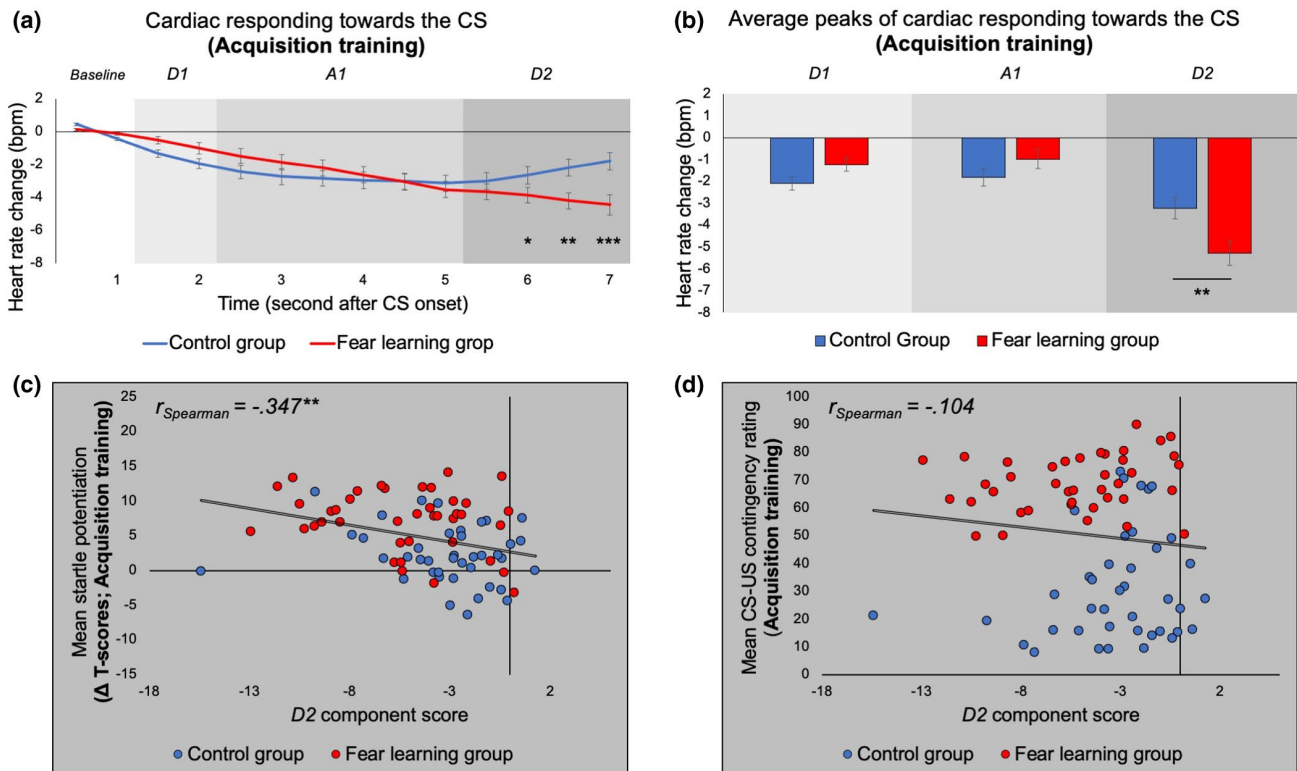 (a)
Cardiac responding towards the CS
(Acquisition training)
Baseline D1 A1 D2
Heart rate change (bpm)
2
0
-2
-4
-6
-8
* ** ***
1 2 3 4 5 6 7
Time (second after CS onset)
Control group Fear learning grop
(b)
Average peaks of cardiac responding towards the CS
(Acquisition training)
D1 A1 D2
Heart rate change (bpm)
2
1
0
-1
-2
-3
-4
-5
-6
-7
-8
**
Control Group Fear learning group
(c)
rSpearman = -.347**
Mean startle potentiation
(Δ T-scores; Acquisition training)
25
20
15
10
5
0
-5
-10
-15
-18 -13 -8 -3 2
D2 component score
Control group Fear learning group
(d)
rSpearman = -.104
Mean CS-US contingency rating
(Acquisition traiining)
100
90
80
70
60
50
40
30
20
10
0
-18 -13 -8 -3 2
D2 component score
Control group Fear learning group